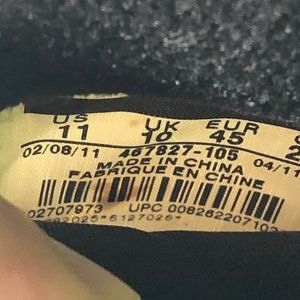 US UK EUR
11 10 45
02/08/11 467827-105 04/11
MADE IN CHINA
FABRIQUE EN CHINE
02707973 UPC 00826220710